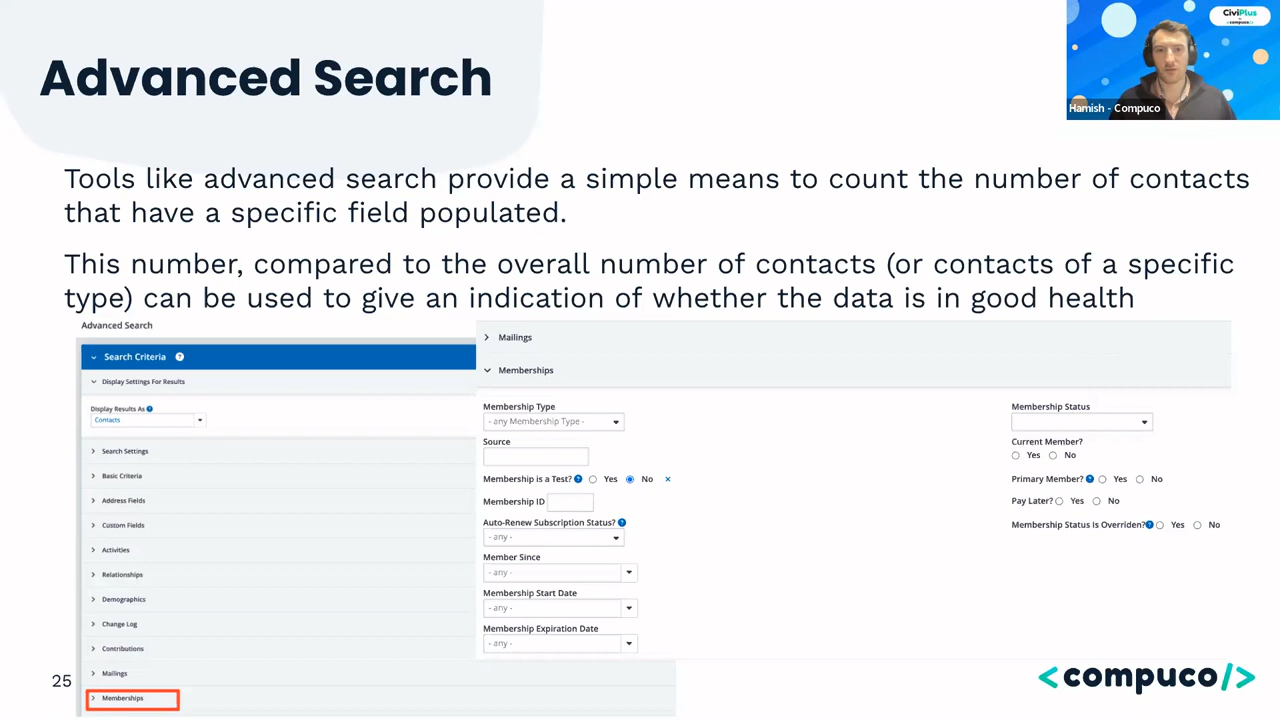 Advanced Search
CiviPlus
by <compuco/>
Hamish - Compuco
Tools like advanced search provide a simple means to count the number of contacts
that have a specific field populated.
This number, compared to the overall number of contacts (or contacts of a specific
type) can be used to give an indication of whether the data is in good health
Advanced Search
Search Criteria ?
Display Settings For Results
Display Results As ?
Contacts
Search Settings
Basic Criteria
Address Fields
Custom Fields
Activities
Relationships
Demographics
Change Log
Contributions
Mailings
Memberships
Mailings
Memberships
Membership Type
- any Membership Type -
Source
Membership is a Test? ? Yes No ×
Membership ID
Auto-Renew Subscription Status? ?
- any -
Member Since
- any -
Membership Start Date
- any -
Membership Expiration Date
- any -
Membership Status
Current Member?
Yes No
Primary Member? ? Yes No
Pay Later? Yes No
Membership Status Is Overriden? ? Yes No
25
<compuco/>